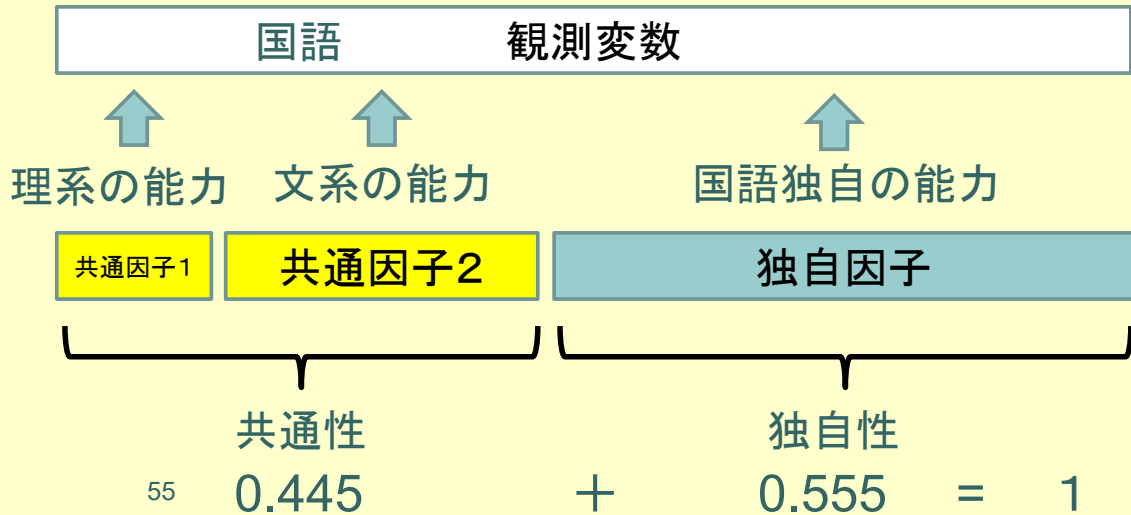 国語 観測変数
理系の能力 文系の能力 国語独自の能力
共通因子1 共通因子2 独自因子
共通性 独自性
55 0.445 + 0.555 = 1